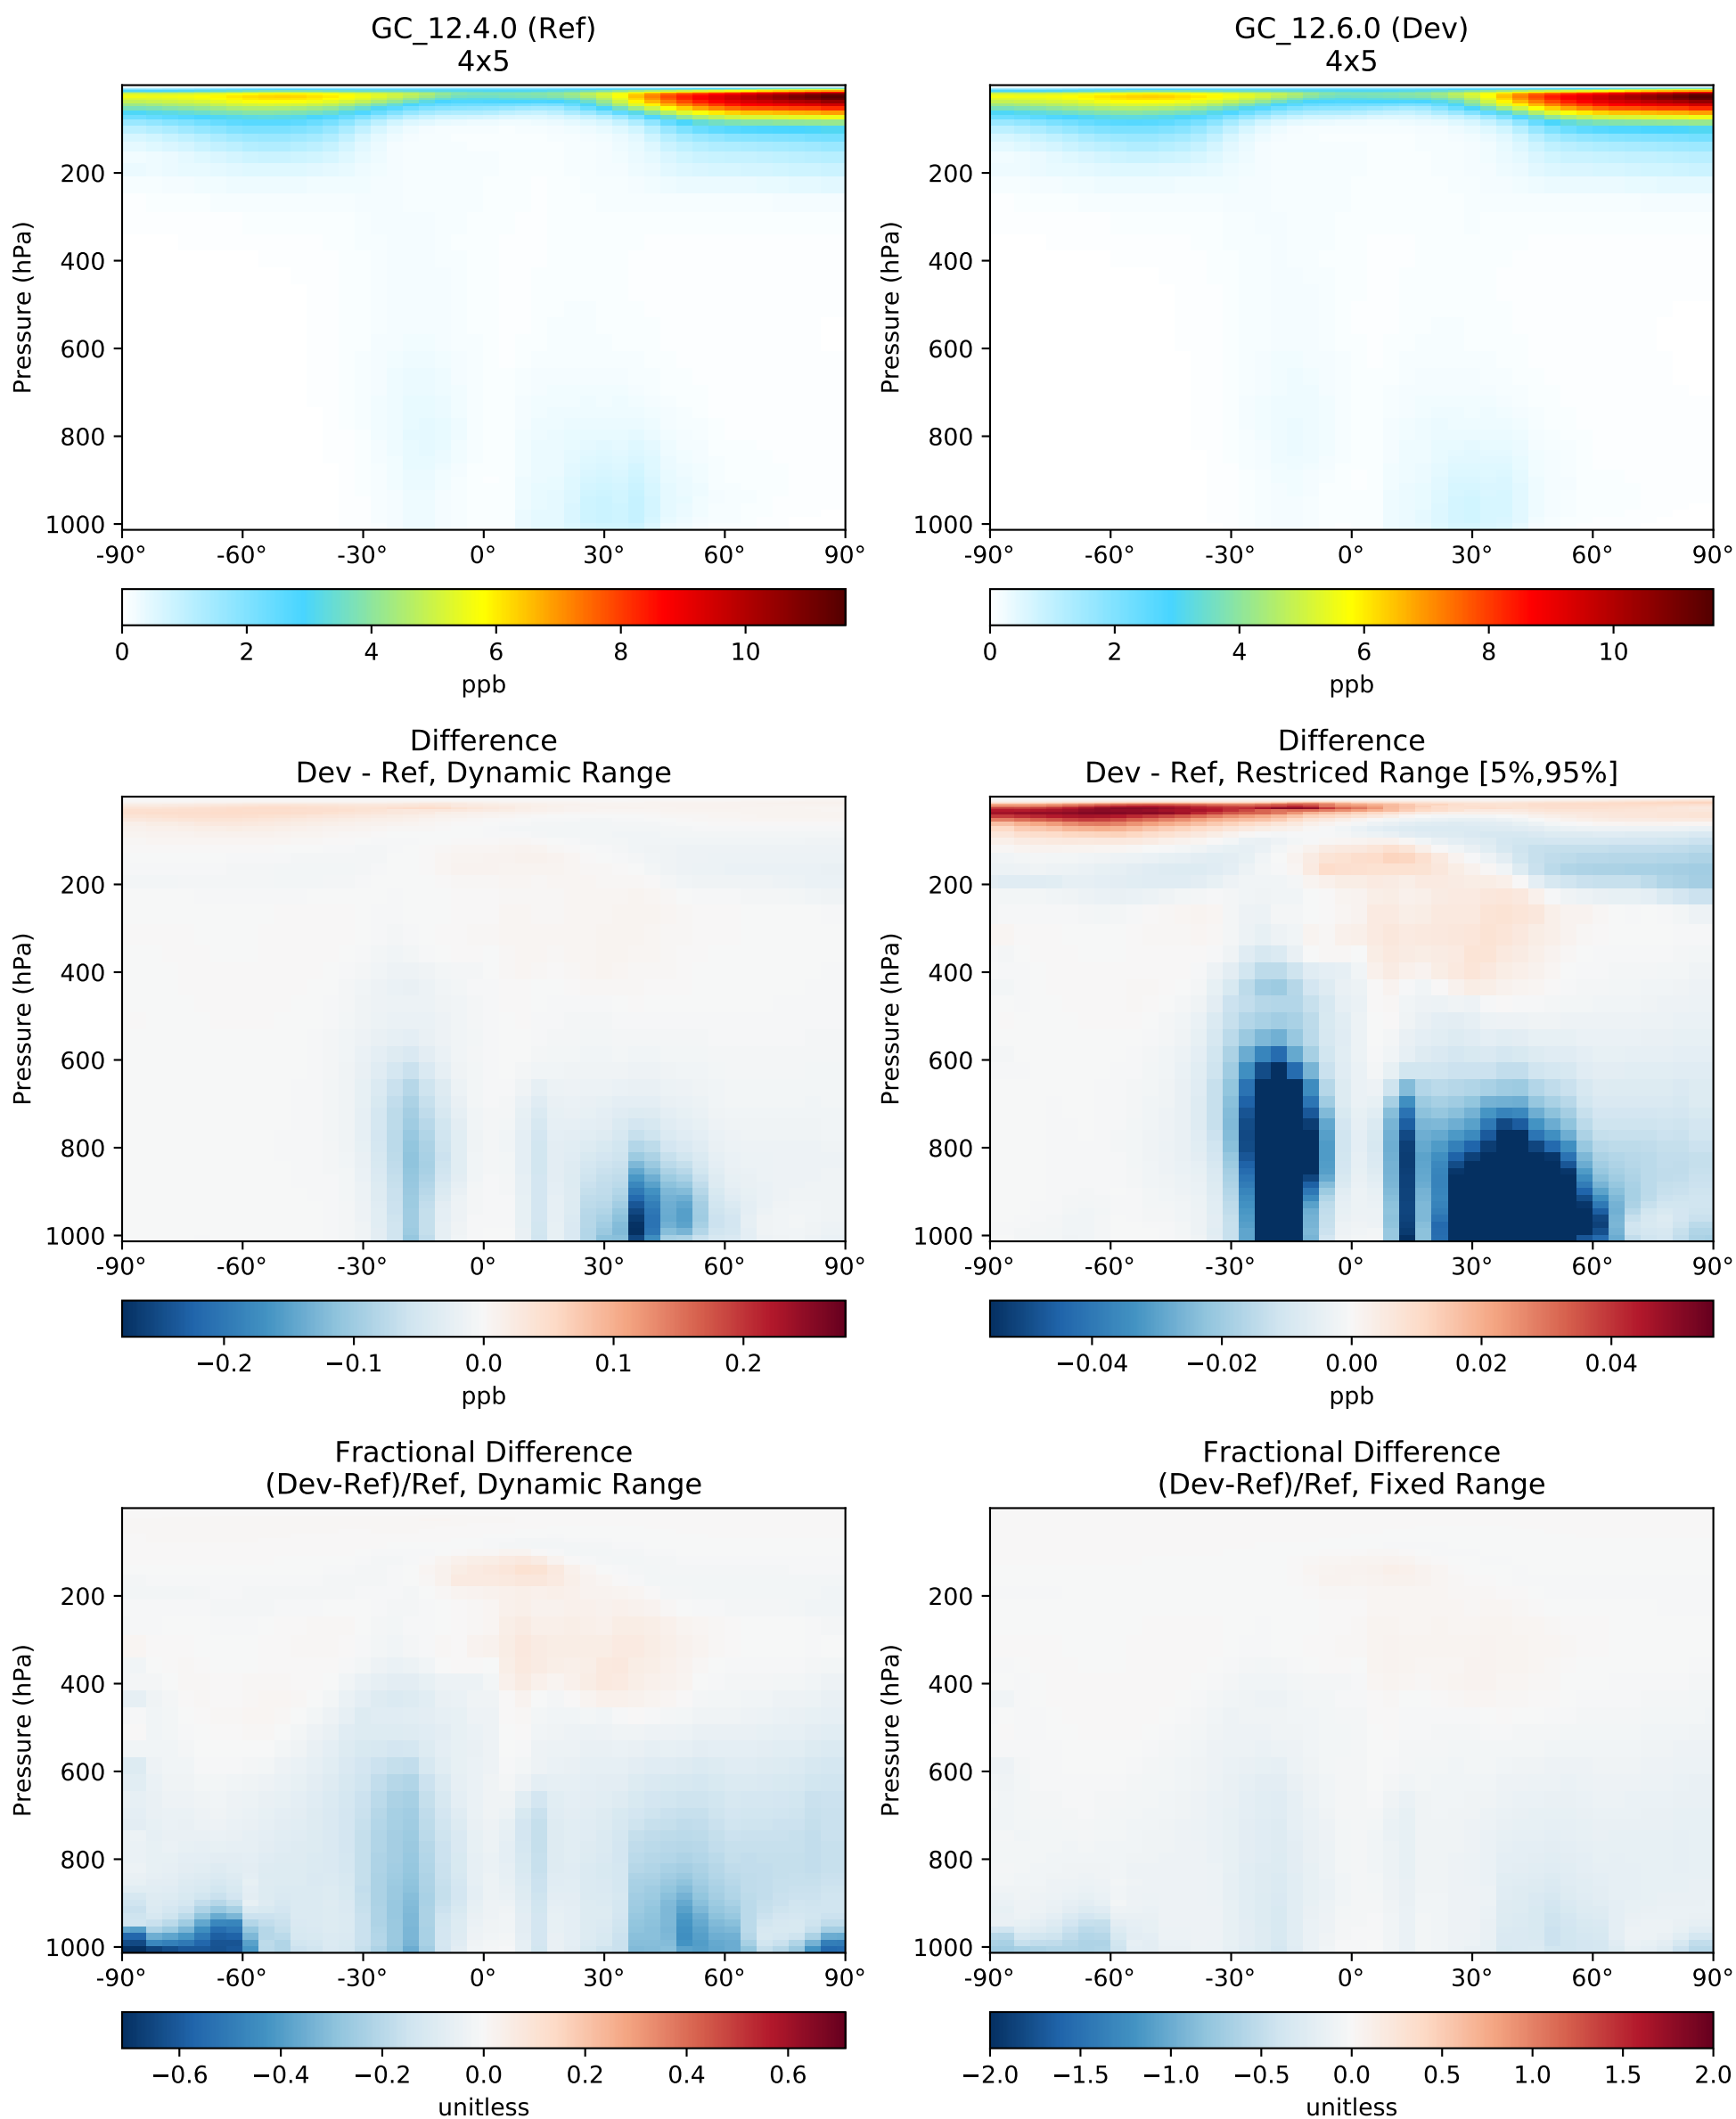 GC_12.4.0 (Ref)
4x5
GC_12.6.0 (Dev)
4x5
Pressure (hPa)
200
400
600
800
1000
-90° -60° -30° 0° 30° 60° 90°
0 2 4 6 8 10
ppb
Pressure (hPa)
200
400
600
800
1000
-90° -60° -30° 0° 30° 60° 90°
0 2 4 6 8 10
ppb
Difference
Dev - Ref, Dynamic Range
Difference
Dev - Ref, Restriced Range [5%,95%]
Pressure (hPa)
200
400
600
800
1000
-90° -60° -30° 0° 30° 60° 90°
−0.2 −0.1 0.0 0.1 0.2
ppb
Pressure (hPa)
200
400
600
800
1000
-90° -60° -30° 0° 30° 60° 90°
−0.04 −0.02 0.00 0.02 0.04
ppb
Fractional Difference
(Dev-Ref)/Ref, Dynamic Range
Fractional Difference
(Dev-Ref)/Ref, Fixed Range
Pressure (hPa)
200
400
600
800
1000
-90° -60° -30° 0° 30° 60° 90°
−0.6 −0.4 −0.2 0.0 0.2 0.4 0.6
unitless
Pressure (hPa)
200
400
600
800
1000
-90° -60° -30° 0° 30° 60° 90°
−2.0 −1.5 −1.0 −0.5 0.0 0.5 1.0 1.5 2.0
unitless